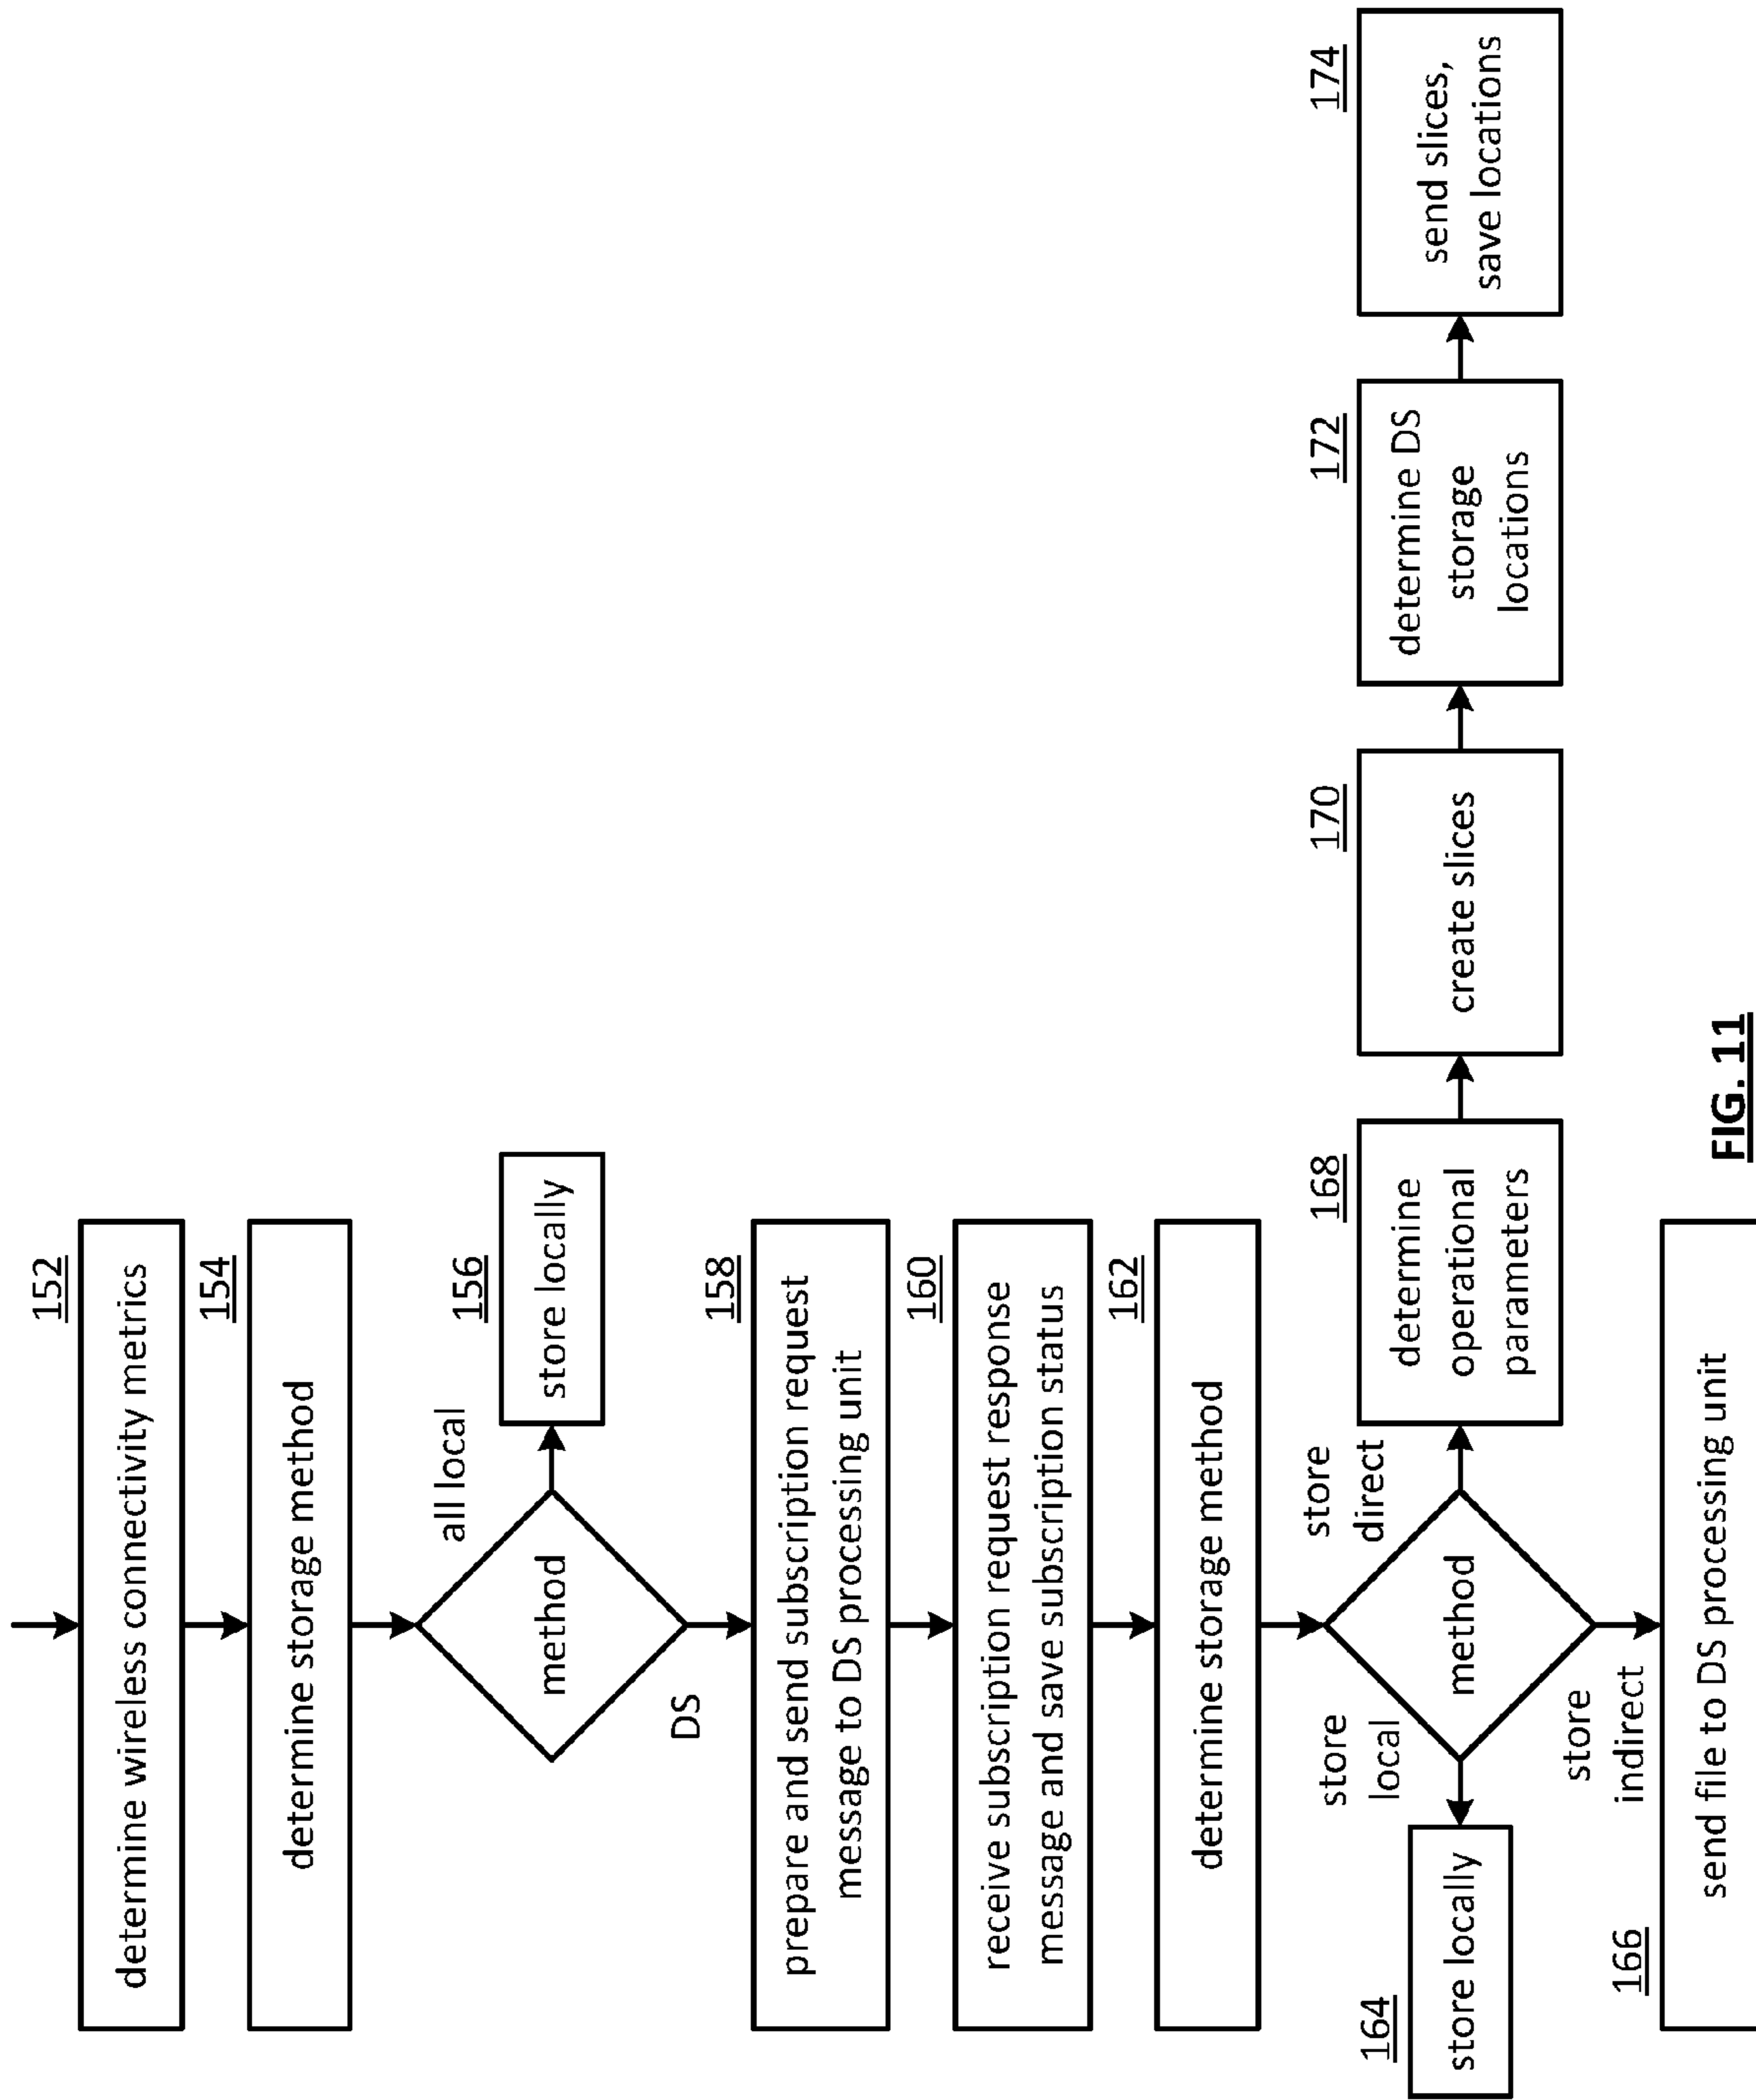 152
determine wireless connectivity metrics
154
determine storage method
method
all local
156
store locally
DS
158
prepare and send subscription request
message to DS processing unit
160
receive subscription request response
message and save subscription status
162
determine storage method
method
store
local
164
store locally
store
indirect
166
send file to DS processing unit
store
direct
168
determine
operational
parameters
170
create slices
172
determine DS
storage
locations
174
send slices,
save locations
FIG. 11